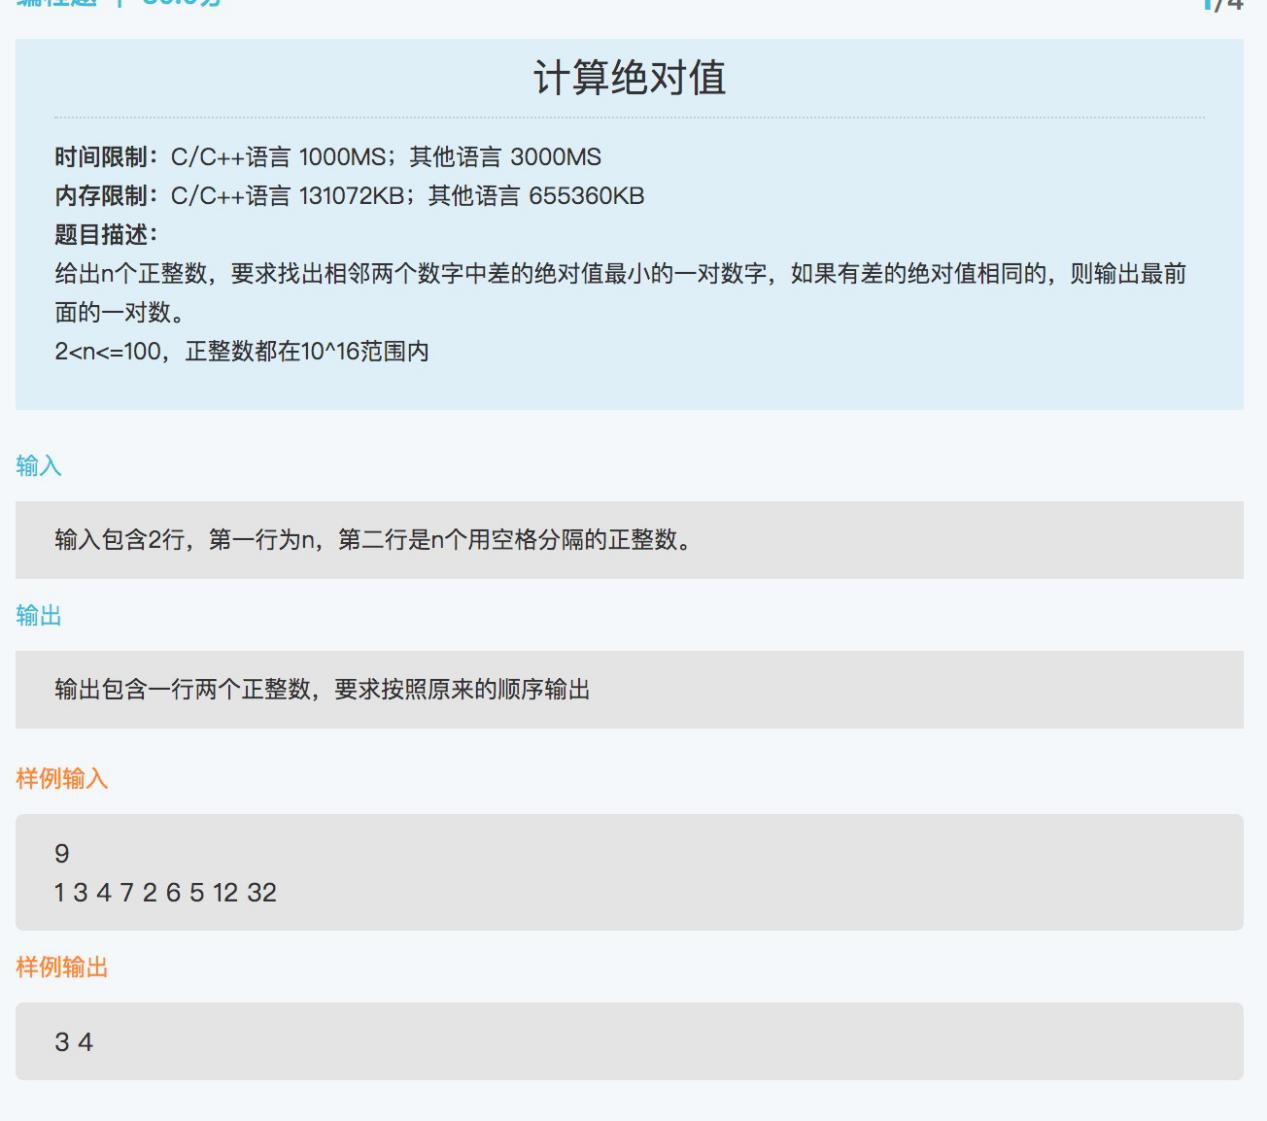 计算绝对值
时间限制：C/C++语言 1000MS；其他语言 3000MS
内存限制：C/C++语言 131072KB；其他语言 655360KB
题目描述：
给出n个正整数，要求找出相邻两个数字中差的绝对值最小的一对数字，如果有差的绝对值相同的，则输出最前
面的一对数。
2<n<=100，正整数都在10^16范围内
输入
输入包含2行，第一行为n，第二行是n个用空格分隔的正整数。
输出
输出包含一行两个正整数，要求按照原来的顺序输出
样例输入
9
1 3 4 7 2 6 5 12 32
样例输出
3 4